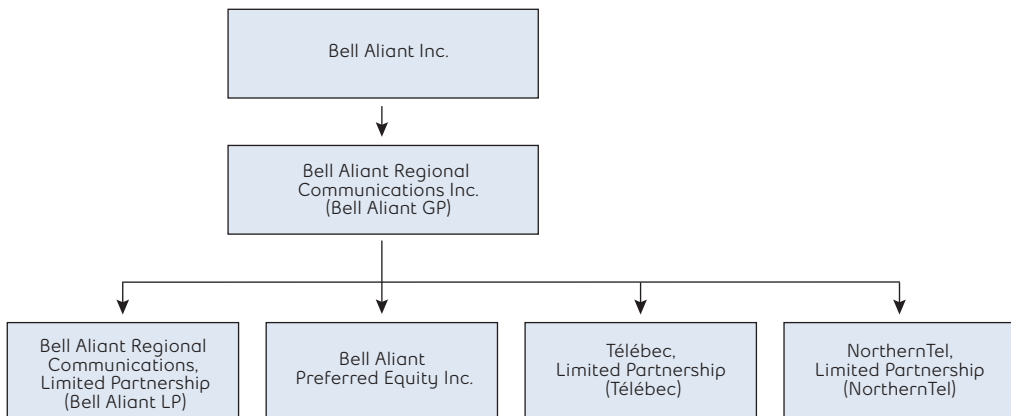 Bell Aliant Inc.
Bell Aliant Regional
Communications Inc.
(Bell Aliant GP)
Bell Aliant Regional
Communications,
Limited Partnership
(Bell Aliant LP)
Bell Aliant
Preferred Equity Inc.
Télébec,
Limited Partnership
(Télébec)
NorthernTel,
Limited Partnership
(NorthernTel)